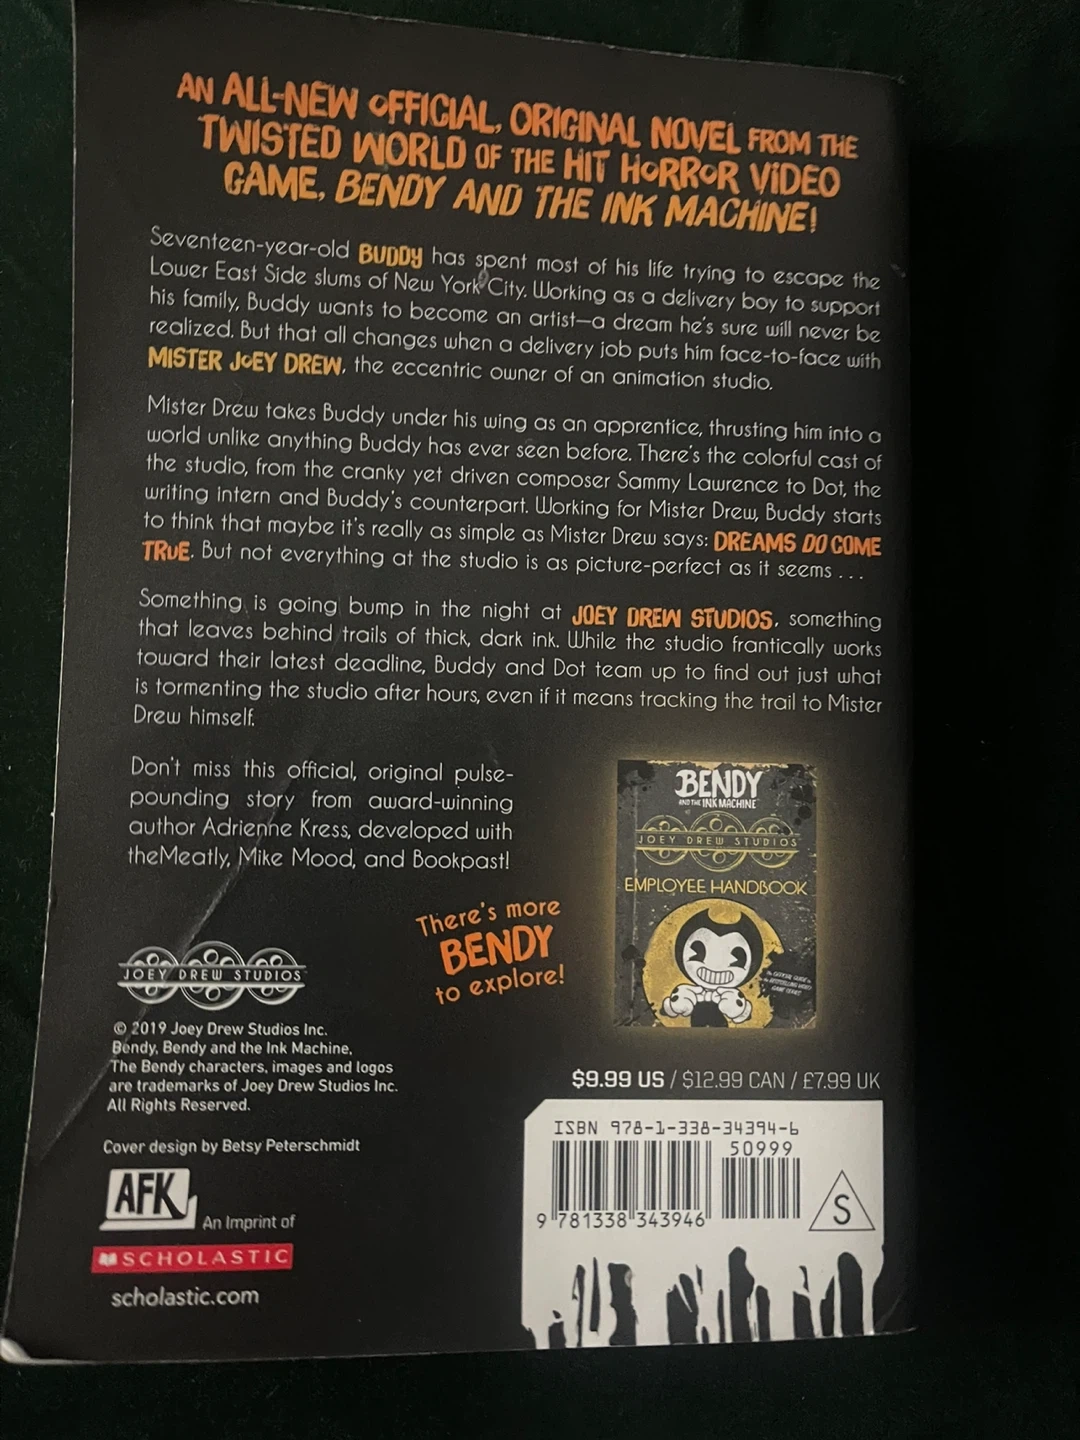 AN ALL-NEW OFFICIAL, ORIGINAL NOVEL FROM THE
TWISTED WORLD OF THE HIT HORROR VIDEO
GAME, BENDY AND THE INK MACHINE!
Seventeen-year-old BUDDY has spent most of his life trying to escape the
Lower East Side slums of New York City. Working as a delivery boy to support
his family, Buddy wants to become an artist—a dream he's sure will never be
realized. But that all changes when a delivery job puts him face-to-face with
MISTER JOEY DREW, the eccentric owner of an animation studio.
Mister Drew takes Buddy under his wing as an apprentice, thrusting him into a
world unlike anything Buddy has ever seen before. There's the colorful cast of
the studio, from the cranky yet driven composer Sammy Lawrence to Dot, the
writing intern and Buddy's counterpart. Working for Mister Drew, Buddy starts
to think that maybe it's really as simple as Mister Drew says: DREAMS DO COME
TRUE. But not everything at the studio is as picture-perfect as it seems . . .
Something is going bump in the night at JOEY DREW STUDIOS, something
that leaves behind trails of thick, dark ink. While the studio frantically works
toward their latest deadline, Buddy and Dot team up to find out just what
is tormenting the studio after hours, even if it means tracking the trail to Mister
Drew himself.
Don't miss this official, original pulse-
pounding story from award-winning
author Adrienne Kress, developed with
theMeatly, Mike Mood, and Bookpast!
There's more
BENDY
to explore!
BENDY
AND THE INK MACHINE
JOEY DREW STUDIOS
EMPLOYEE HANDBOOK
JOEY DREW STUDIOS
© 2019 Joey Drew Studios Inc.
Bendy, Bendy and the Ink Machine,
The Bendy characters, images and logos
are trademarks of Joey Drew Studios Inc.
All Rights Reserved.
Cover design by Betsy Peterschmidt
AFK
An Imprint of
SCHOLASTIC
scholastic.com
$9.99 US / $12.99 CAN / £7.99 UK
ISBN 978-1-338-34394-6
50999
9 781338 343946
S